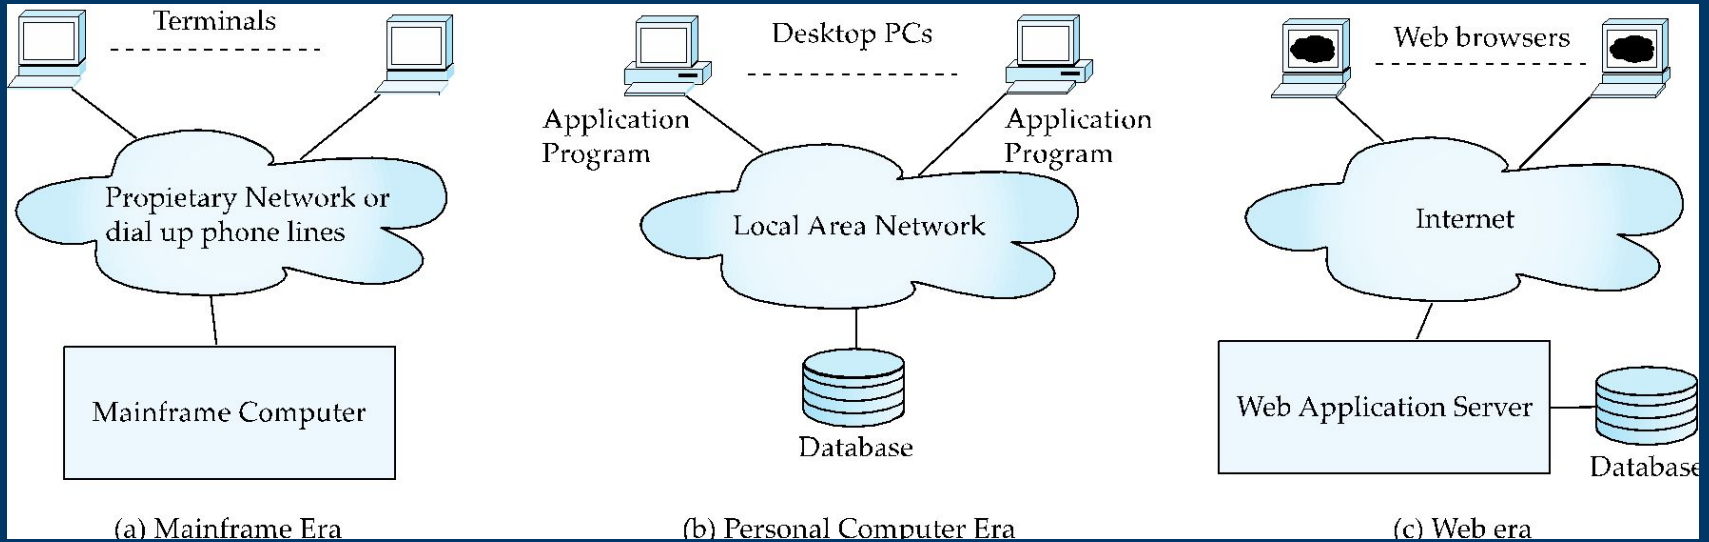 Terminals
Propietary Network or
dial up phone lines
Mainframe Computer
(a) Mainframe Era
Desktop PCs
Application
Program
Application
Program
Local Area Network
Database
(b) Personal Computer Era
Web browsers
Internet
Web Application Server
Database
(c) Web era